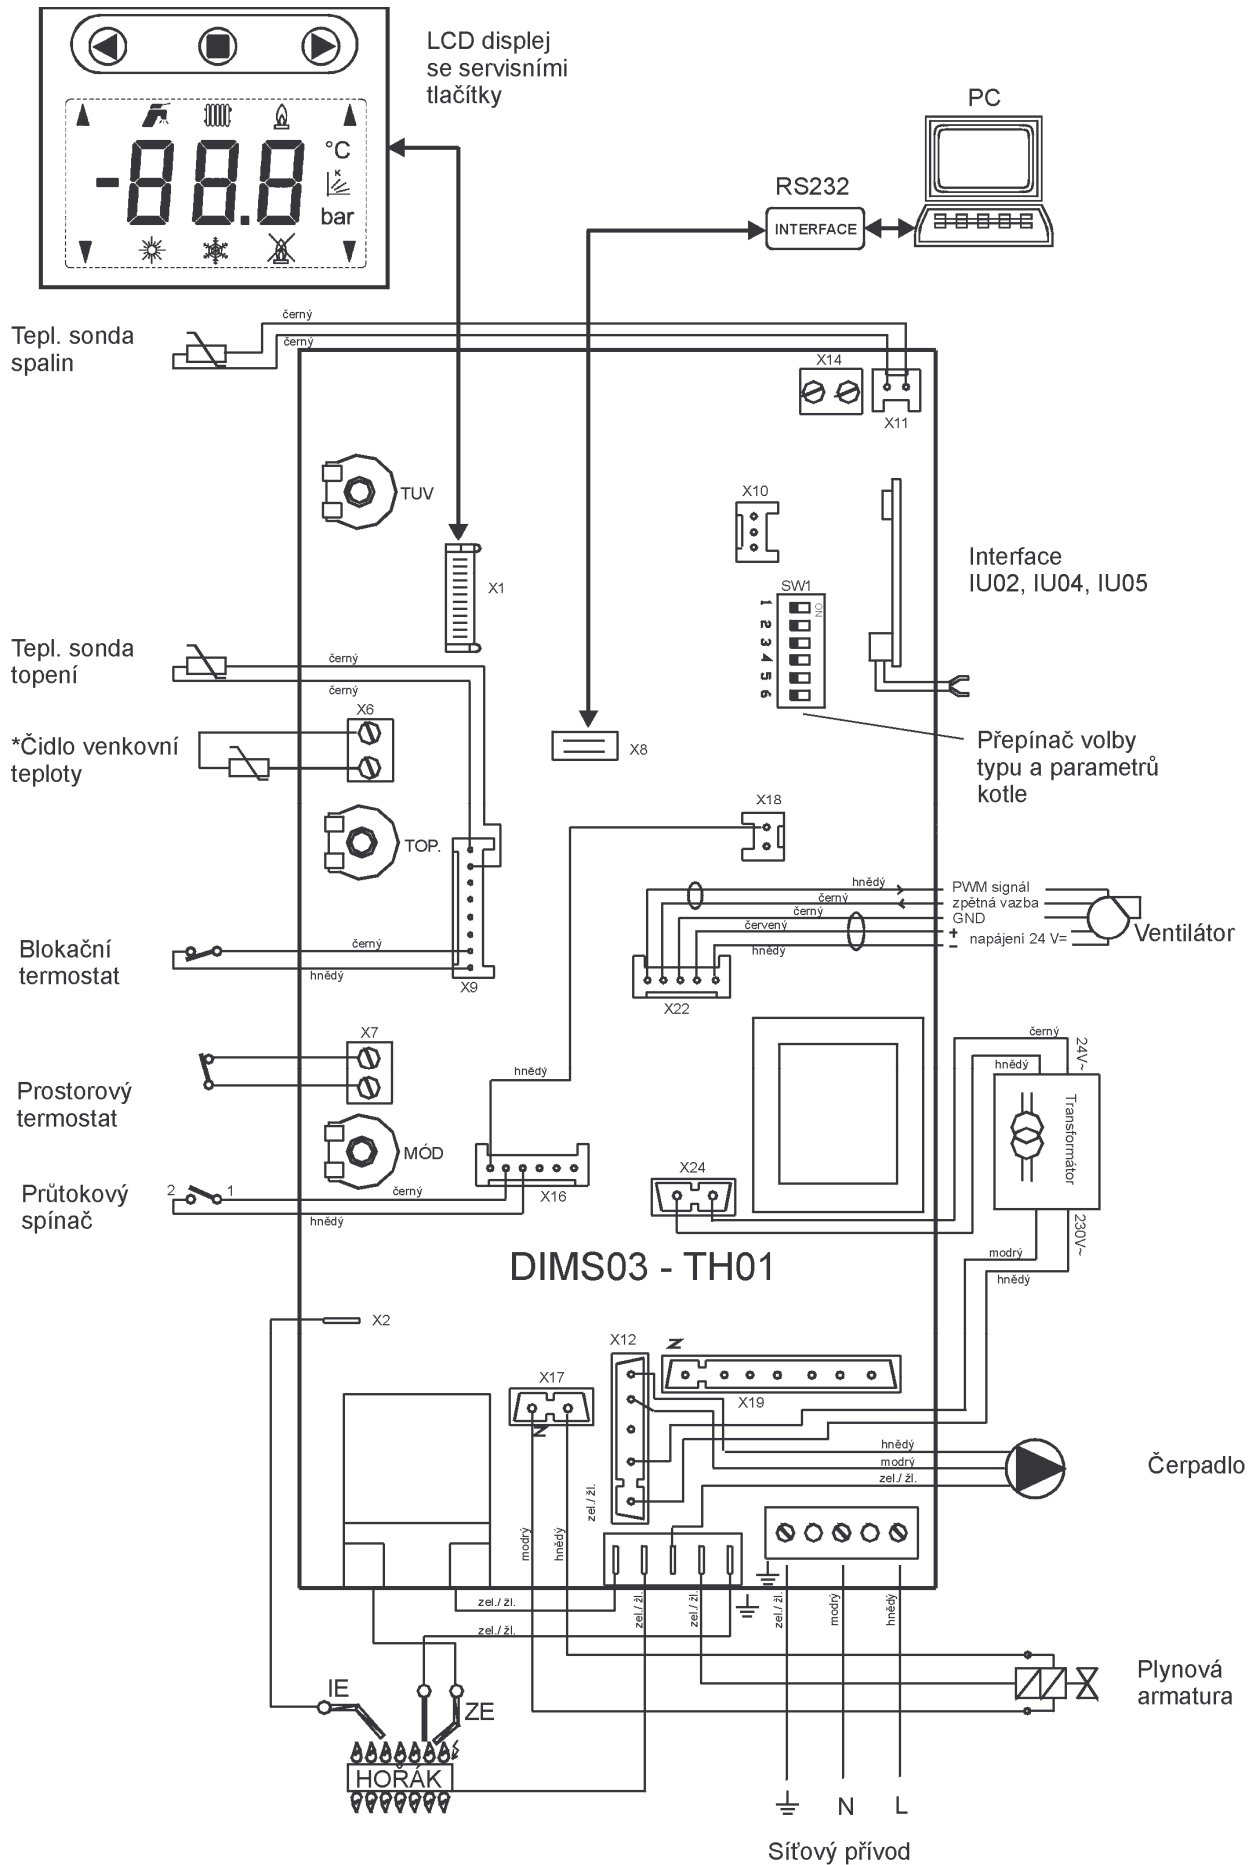 LCD displej
se servisními
tlačítky
°C
K
-88.8
bar
PC
RS232
INTERFACE
Tepl. sonda
spalin
černý
černý
X14
X11
TUV
X1
X10
SW1
ON
1
2
3
4
5
6
Interface
IU02, IU04, IU05
Tepl. sonda
topení
černý
černý
X6
*Čidlo venkovní
teploty
X8
Přepínač volby
typu a parametrů
kotle
X18
TOP.
hnědý
černý
černý
červený
hnědý
PWM signál
zpětná vazba
GND
+
napájení 24 V=
–
Ventilátor
Blokační
termostat
černý
hnědý
X9
X22
X7
Prostorový
termostat
hnědý
černý
hnědý
24V~
Transformátor
230V~
MÓD
X24
Průtokový
spínač
2
1
černý
hnědý
X16
modrý
hnědý
DIMS03 - TH01
X2
X12
N
X19
X17
N
hnědý
modrý
zel./ žl.
Čerpadlo
zel./ žl.
modrý
hnědý
zel./ žl.
zel./ žl.
zel./ žl.
zel./ žl.
zel./ žl.
modrý
hnědý
Plynová
armatura
IE
ZE
HOŘÁK
N
L
Síťový přívod